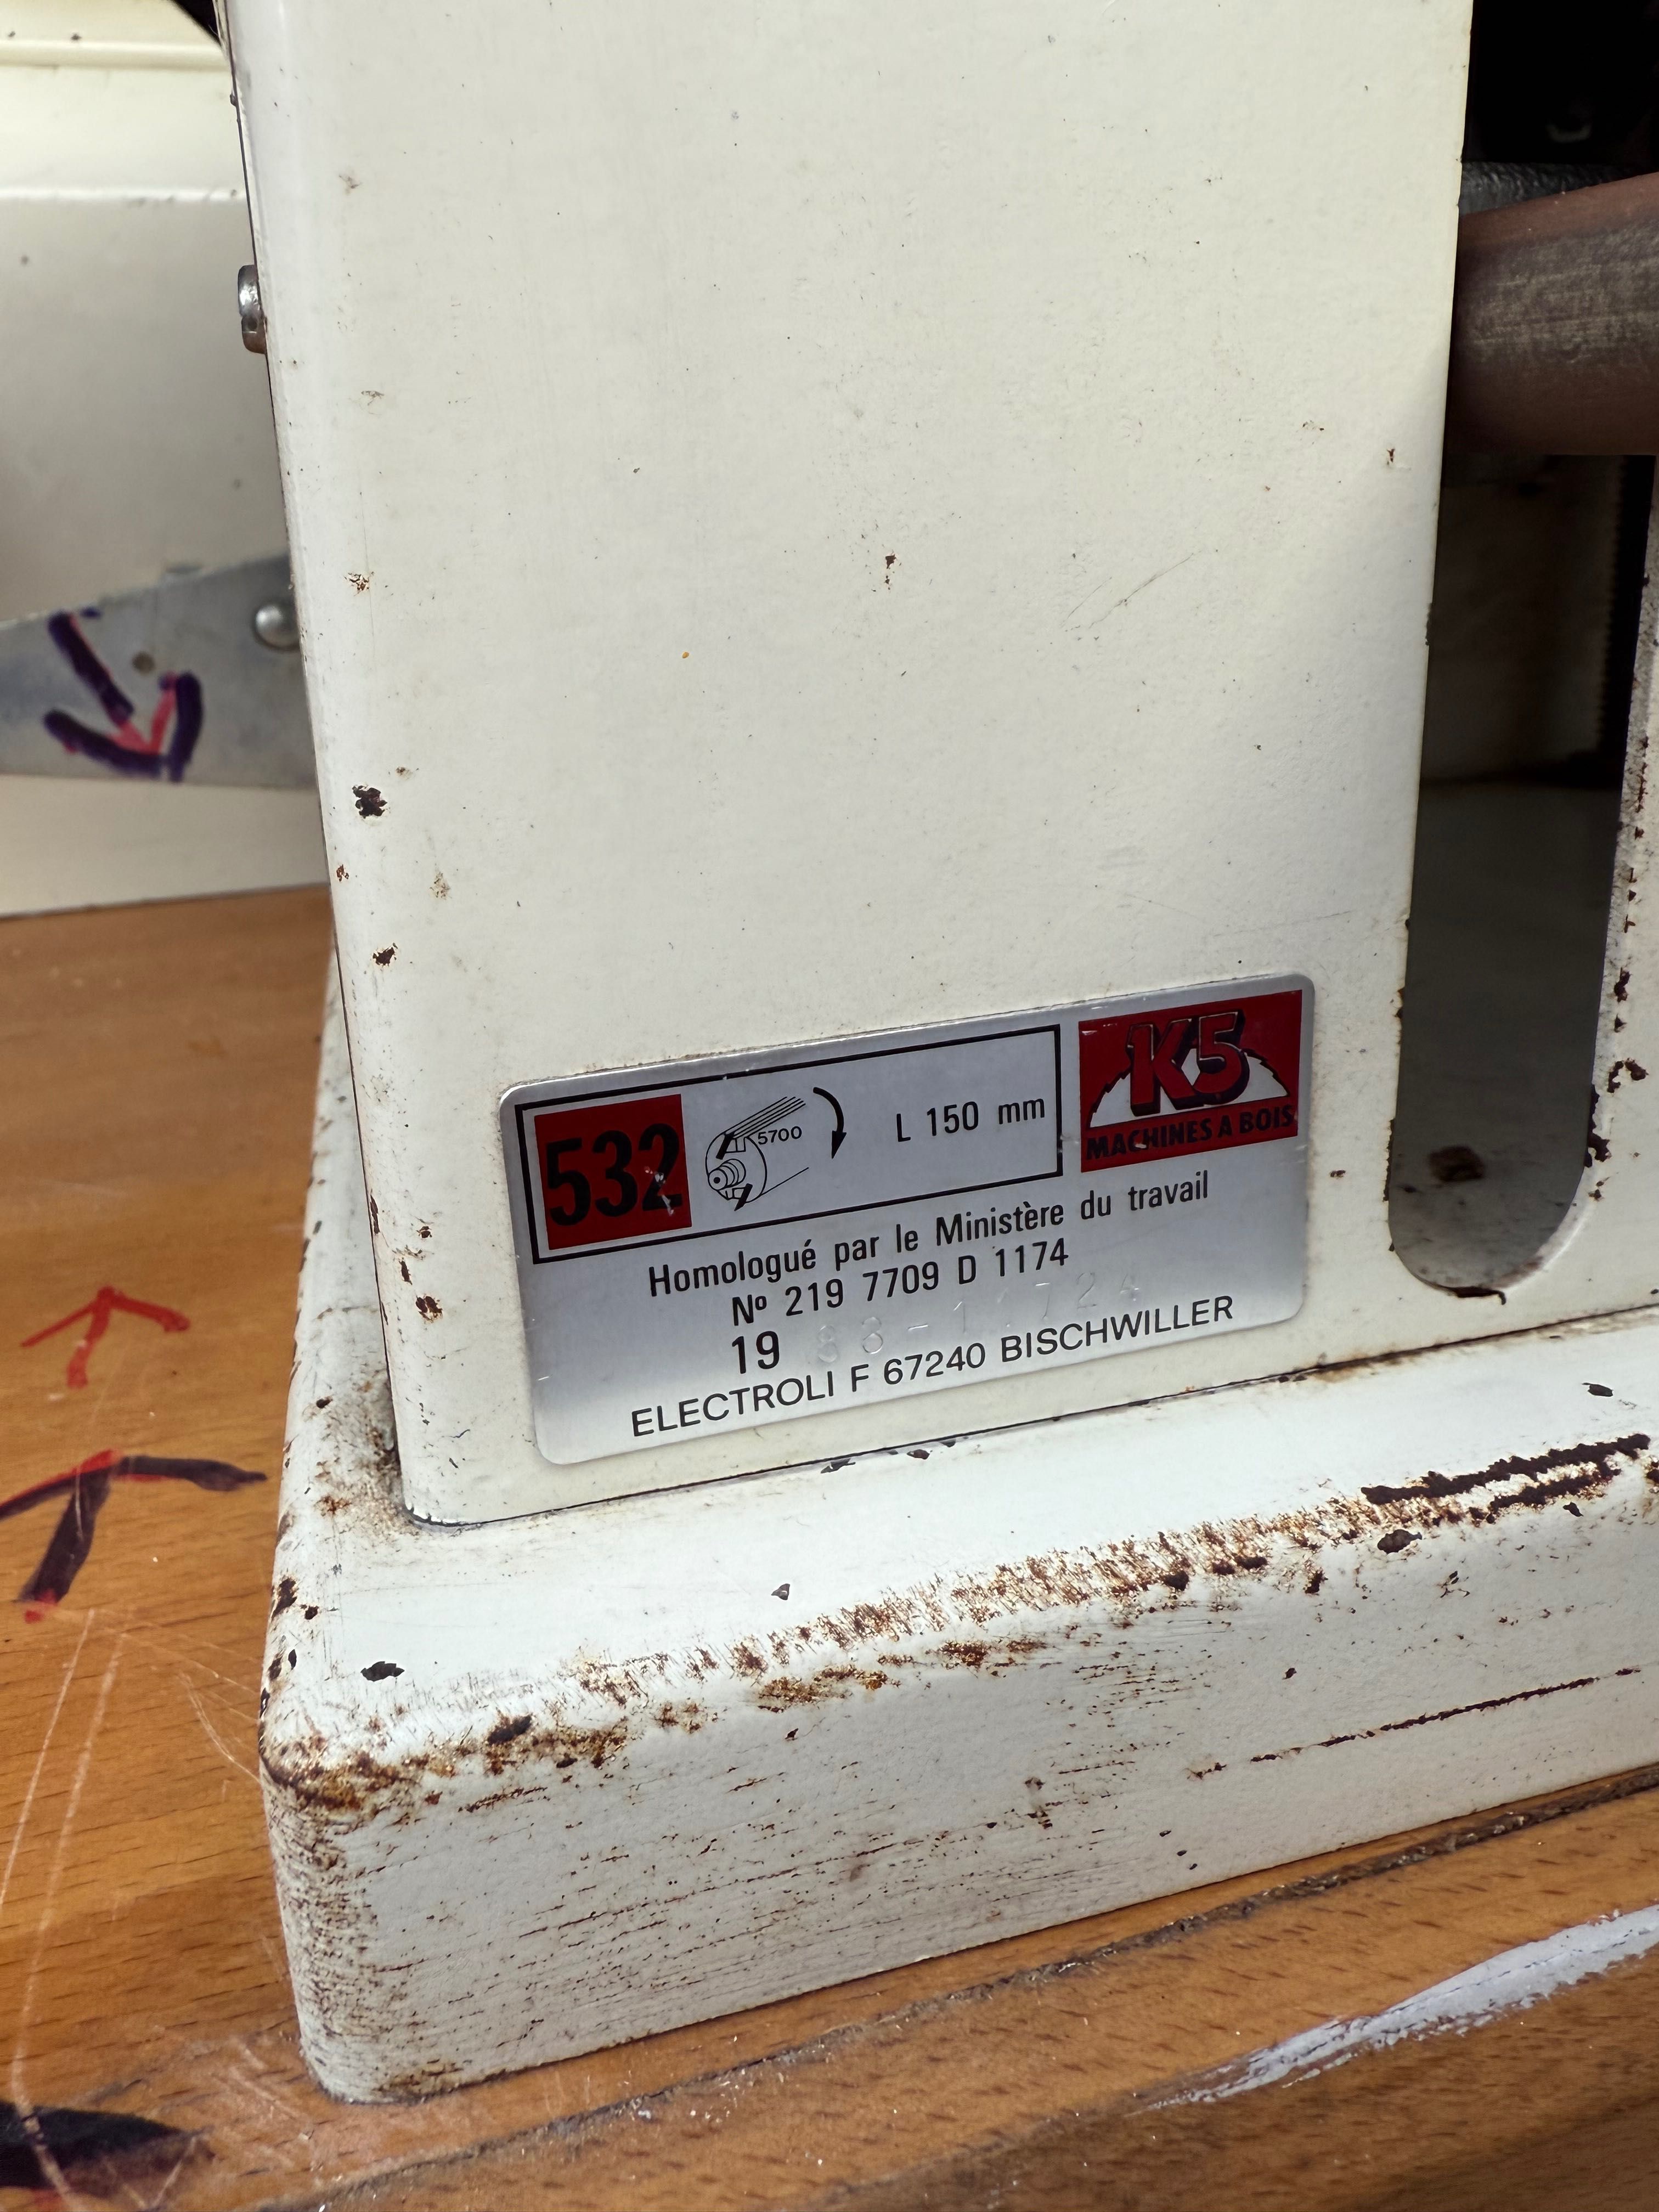 532 5700 L 150 mm
K5
MACHINES A BOIS
Homologué par le Ministère du travail
Nº 219 7709 D 1174
19 88-
ELECTROLI F 67240 BISCHWILLER